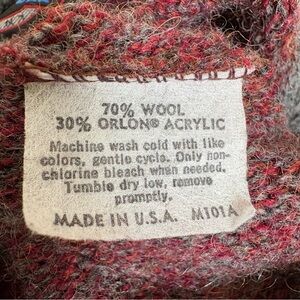 70% WOOL
30% ORLON® ACRYLIC
Machine wash cold with like
colors, gentle cycle. Only non-
chlorine bleach when needed.
Tumble dry low, remove
promptly.
MADE IN U.S.A. M101A